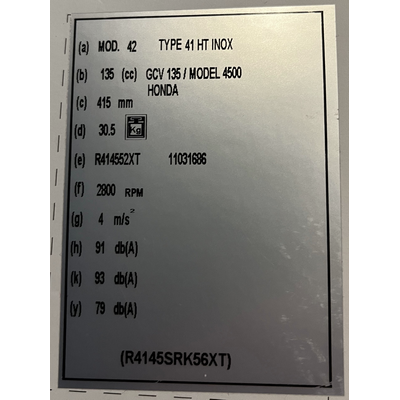 (a) MOD. 42 TYPE 41 HT INOX
(b) 135 (cc) GCV 135 / MODEL 4500
HONDA
(c) 415 mm
(d) 30.5 Kg
(e) R414552XT 11031686
(f) 2800 RPM
(g) 4 m/s²
(h) 91 db(A)
(k) 93 db(A)
(y) 79 db(A)
(R4145SRK56XT)